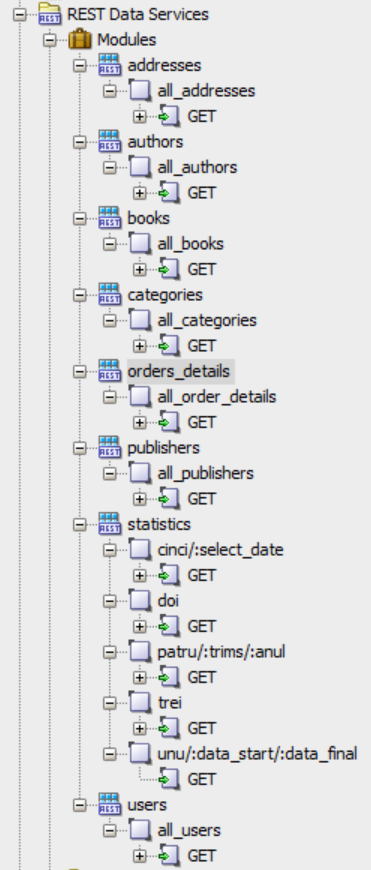 REST Data Services
Modules
addresses
all_addresses
GET
authors
all_authors
GET
books
all_books
GET
categories
all_categories
GET
orders_details
all_order_details
GET
publishers
all_publishers
GET
statistics
cinci/:select_date
GET
doi
GET
patru/:trims/:anul
GET
trei
GET
unu/:data_start/:data_final
GET
users
all_users
GET